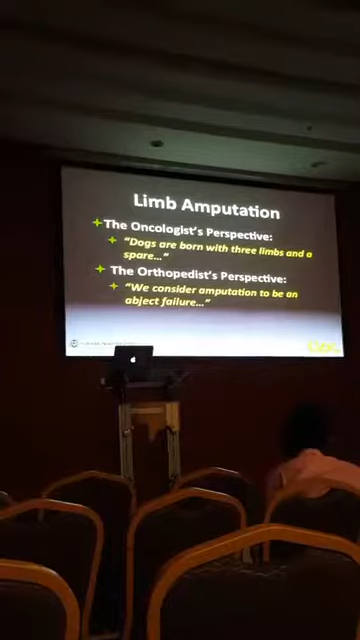 Limb Amputation
The Oncologist's Perspective:
"Dogs are born with three limbs and a
spare..."
The Orthopedist's Perspective:
"We consider amputation to be an
abject failure..."